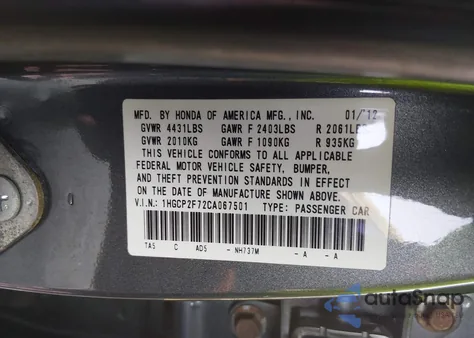 MFD. BY HONDA OF AMERICA MFG., INC. 01/12
GVWR 4431LBS GAWR F 2403LBS R 2061LBS
GVWR 2010KG GAWR F 1090KG R 935KG
THIS VEHICLE CONFORMS TO ALL APPLICABLE
FEDERAL MOTOR VEHICLE SAFETY, BUMPER,
AND THEFT PREVENTION STANDARDS IN EFFECT
ON THE DATE OF MANUFACTURE SHOWN ABOVE.
V.I.N.: 1HGCP2F72CA067501 TYPE: PASSENGER CAR
TA5 C AD5 - NH737M - A - A
autoSnap